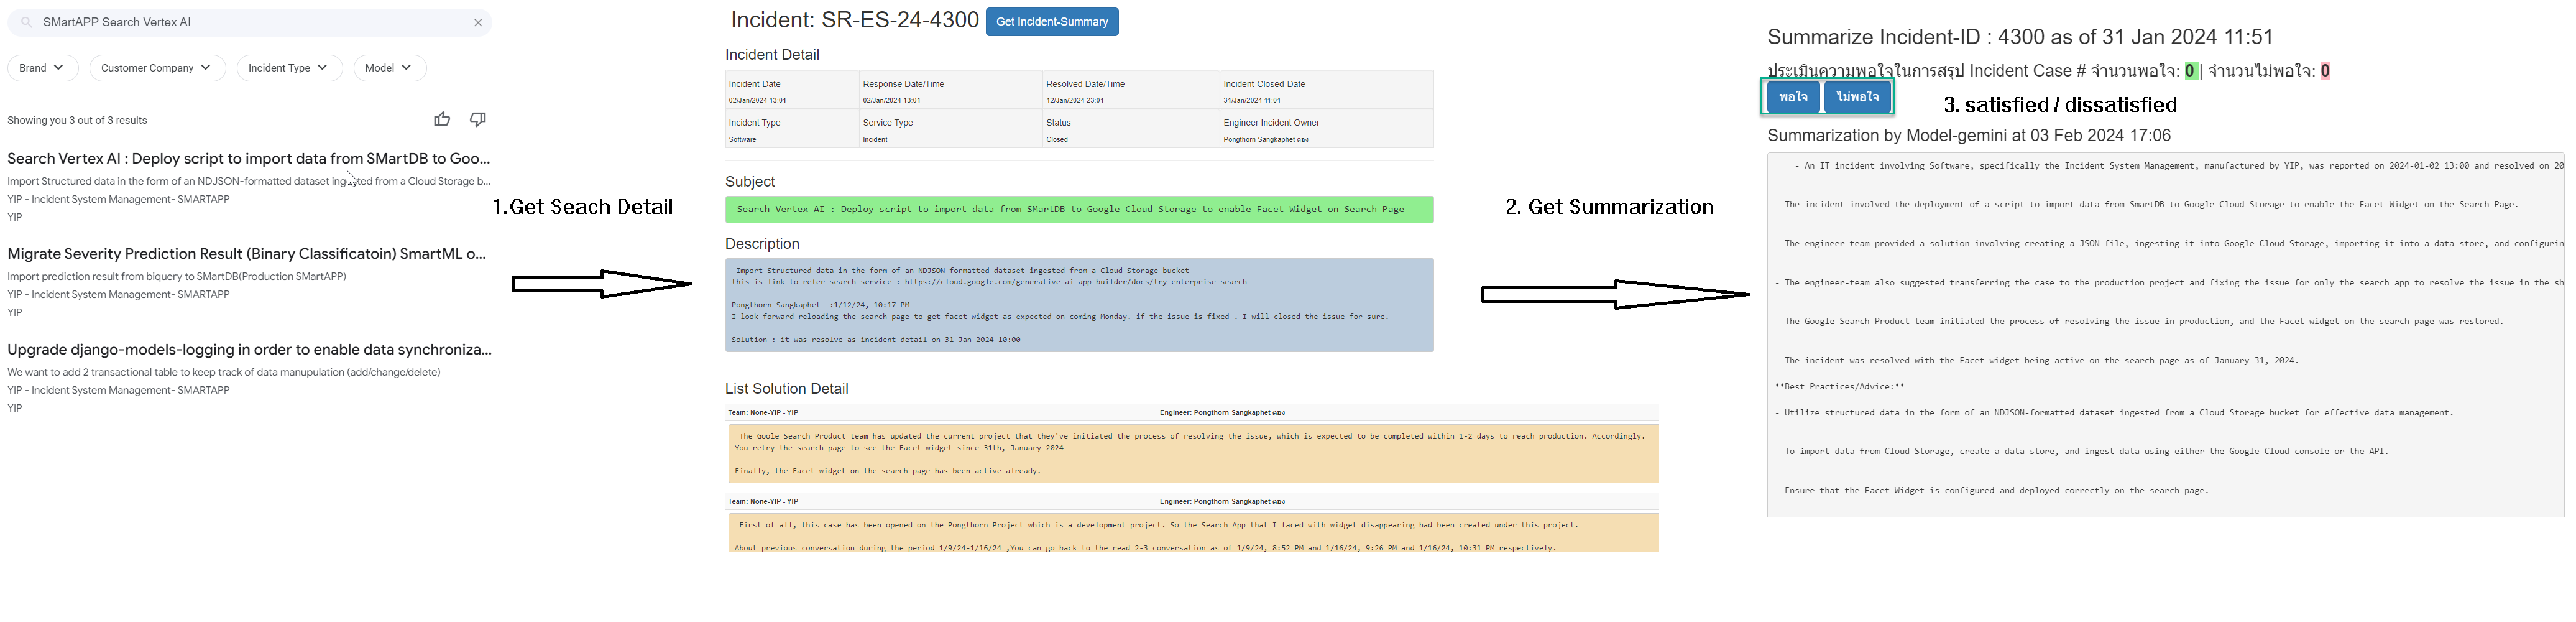 SMartAPP Search Vertex AI
Brand
Customer Company
Incident Type
Model
Showing you 3 out of 3 results
Search Vertex AI : Deploy script to import data from SMartDB to Goo...
Import Structured data in the form of an NDJSON-formatted dataset ingested from a Cloud Storage b...
YIP - Incident System Management- SMARTAPP
YIP
Migrate Severity Prediction Result (Binary Classificatoin) SmartML o...
Import prediction result from biquery to SMartDB(Production SMartAPP)
YIP - Incident System Management- SMARTAPP
YIP
Upgrade django-models-logging in order to enable data synchroniza...
We want to add 2 transactional table to keep track of data manupulation (add/change/delete)
YIP - Incident System Management- SMARTAPP
YIP
1.Get Seach Detail
Incident: SR-ES-24-4300
Get Incident-Summary
Incident Detail
Incident-Date
Response Date/Time
Resolved Date/Time
Incident-Closed-Date
02/Jan/2024 13:01
02/Jan/2024 13:01
12/Jan/2024 23:01
31/Jan/2024 11:01
Incident Type
Service Type
Status
Engineer Incident Owner
Software
Incident
Closed
Pongthorn Sangkaphet ฅลอง
Subject
Search Vertex AI : Deploy script to import data from SMartDB to Google Cloud Storage to enable Facet Widget on Search Page
Description
Import Structured data in the form of an NDJSON-formatted dataset ingested from a Cloud Storage bucket
this is link to refer search service : https://cloud.google.com/generative-ai-app-builder/docs/try-enterprise-search
Pongthorn Sangkaphet :1/12/24, 10:17 PM
I look forward reloading the search page to get facet widget as expected on coming Monday. if the issue is fixed . I will closed the issue for sure.
Solution : it was resolve as incident detail on 31-Jan-2024 10:00
List Solution Detail
Team: None-YIP - YIP
Engineer: Pongthorn Sangkaphet
The Goole Search Product team has updated the current project that they've initiated the process of resolving the issue, which is expected to be completed within 1-2 days to reach production. Accordingly.
You retry the search page to see the Facet widget since 31th, January 2024
Finally, the Facet widget on the search page has been active already.
Team: None-YIP - YIP
Engineer: Pongthorn Sangkaphet
First of all, this case has been opened on the Pongthorn Project which is a development project. So the Search App that I faced with widget disappearing had been created under this project.
About previous conversation during the period 1/9/24-1/16/24 ,You can go back to the read 2-3 conversation as of 1/9/24, 8:52 PM and 1/16/24, 9:26 PM and 1/16/24, 10:31 PM respectively.
2. Get Summarization
Summarize Incident-ID : 4300 as of 31 Jan 2024 11:51
ประเมินความพอใจในการสรุป Incident Case # จำนวนพอใจ: 0 | จำนวนไม่พอใจ: 0
พอใจ
ไม่พอใจ
3. satisfied / dissatisfied
Summarization by Model-gemini at 03 Feb 2024 17:06
- An IT incident involving Software, specifically the Incident System Management, manufactured by YIP, was reported on 2024-01-02 13:00 and resolved on 20
- The incident involved the deployment of a script to import data from SmartDB to Google Cloud Storage to enable the Facet Widget on the Search Page.
- The engineer-team provided a solution involving creating a JSON file, ingesting it into Google Cloud Storage, importing it into a data store, and configurin
- The engineer-team also suggested transferring the case to the production project and fixing the issue for only the search app to resolve the issue in the sh
- The Google Search Product team initiated the process of resolving the issue in production, and the Facet widget on the search page was restored.
- The incident was resolved with the Facet widget being active on the search page as of January 31, 2024.
**Best Practices/Advice:**
- Utilize structured data in the form of an NDJSON-formatted dataset ingested from a Cloud Storage bucket for effective data management.
- To import data from Cloud Storage, create a data store, and ingest data using either the Google Cloud console or the API.
- Ensure that the Facet Widget is configured and deployed correctly on the search page.